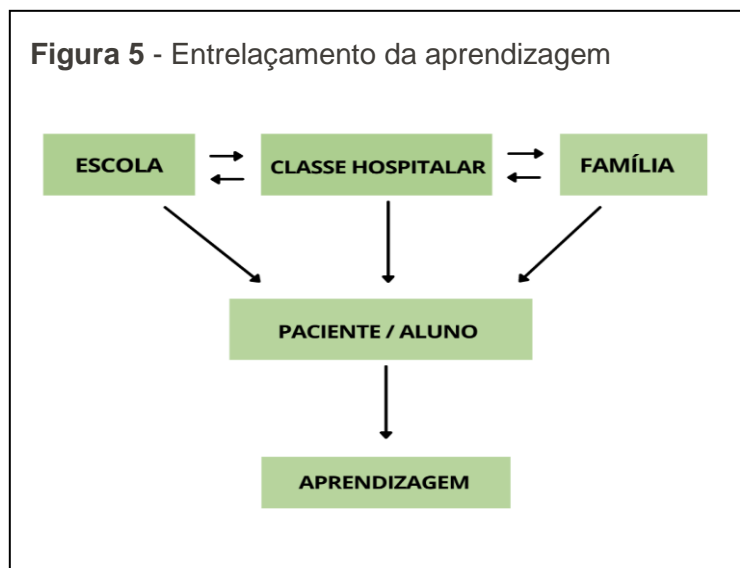 Figura 5 - Entrelaçamento da aprendizagem
ESCOLA
CLASSE HOSPITALAR
FAMÍLIA
PACIENTE / ALUNO
APRENDIZAGEM